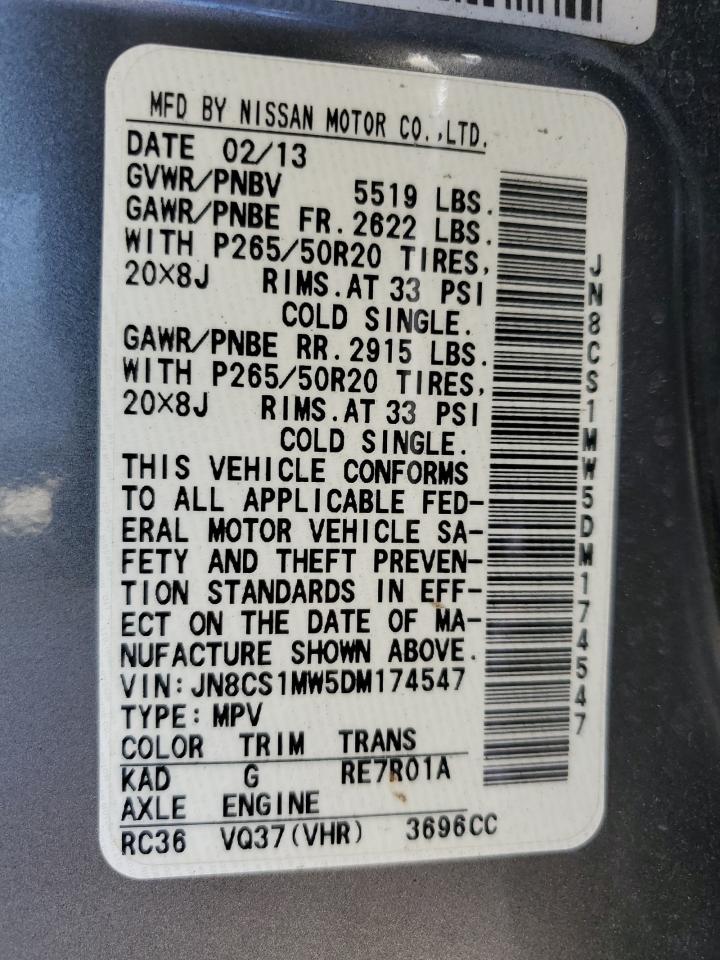 MFD BY NISSAN MOTOR CO.,LTD.
DATE 02/13
GVWR/PNBV 5519 LBS.
GAWR/PNBE FR. 2622 LBS.
WITH P265/50R20 TIRES,
20X8J RIMS. AT 33 PSI
COLD SINGLE.
GAWR/PNBE RR. 2915 LBS.
WITH P265/50R20 TIRES,
20X8J RIMS. AT 33 PSI
COLD SINGLE.
THIS VEHICLE CONFORMS
TO ALL APPLICABLE FED-
ERAL MOTOR VEHICLE SA-
FETY AND THEFT PREVEN-
TION STANDARDS IN EFF-
ECT ON THE DATE OF MA-
NUFACTURE SHOWN ABOVE.
VIN: JN8CS1MW5DM174547
TYPE: MPV
COLOR TRIM TRANS
KAD G RE7R01A
AXLE ENGINE
RC36 VQ37(VHR) 3696CC
JN8CS1MW5DM174547